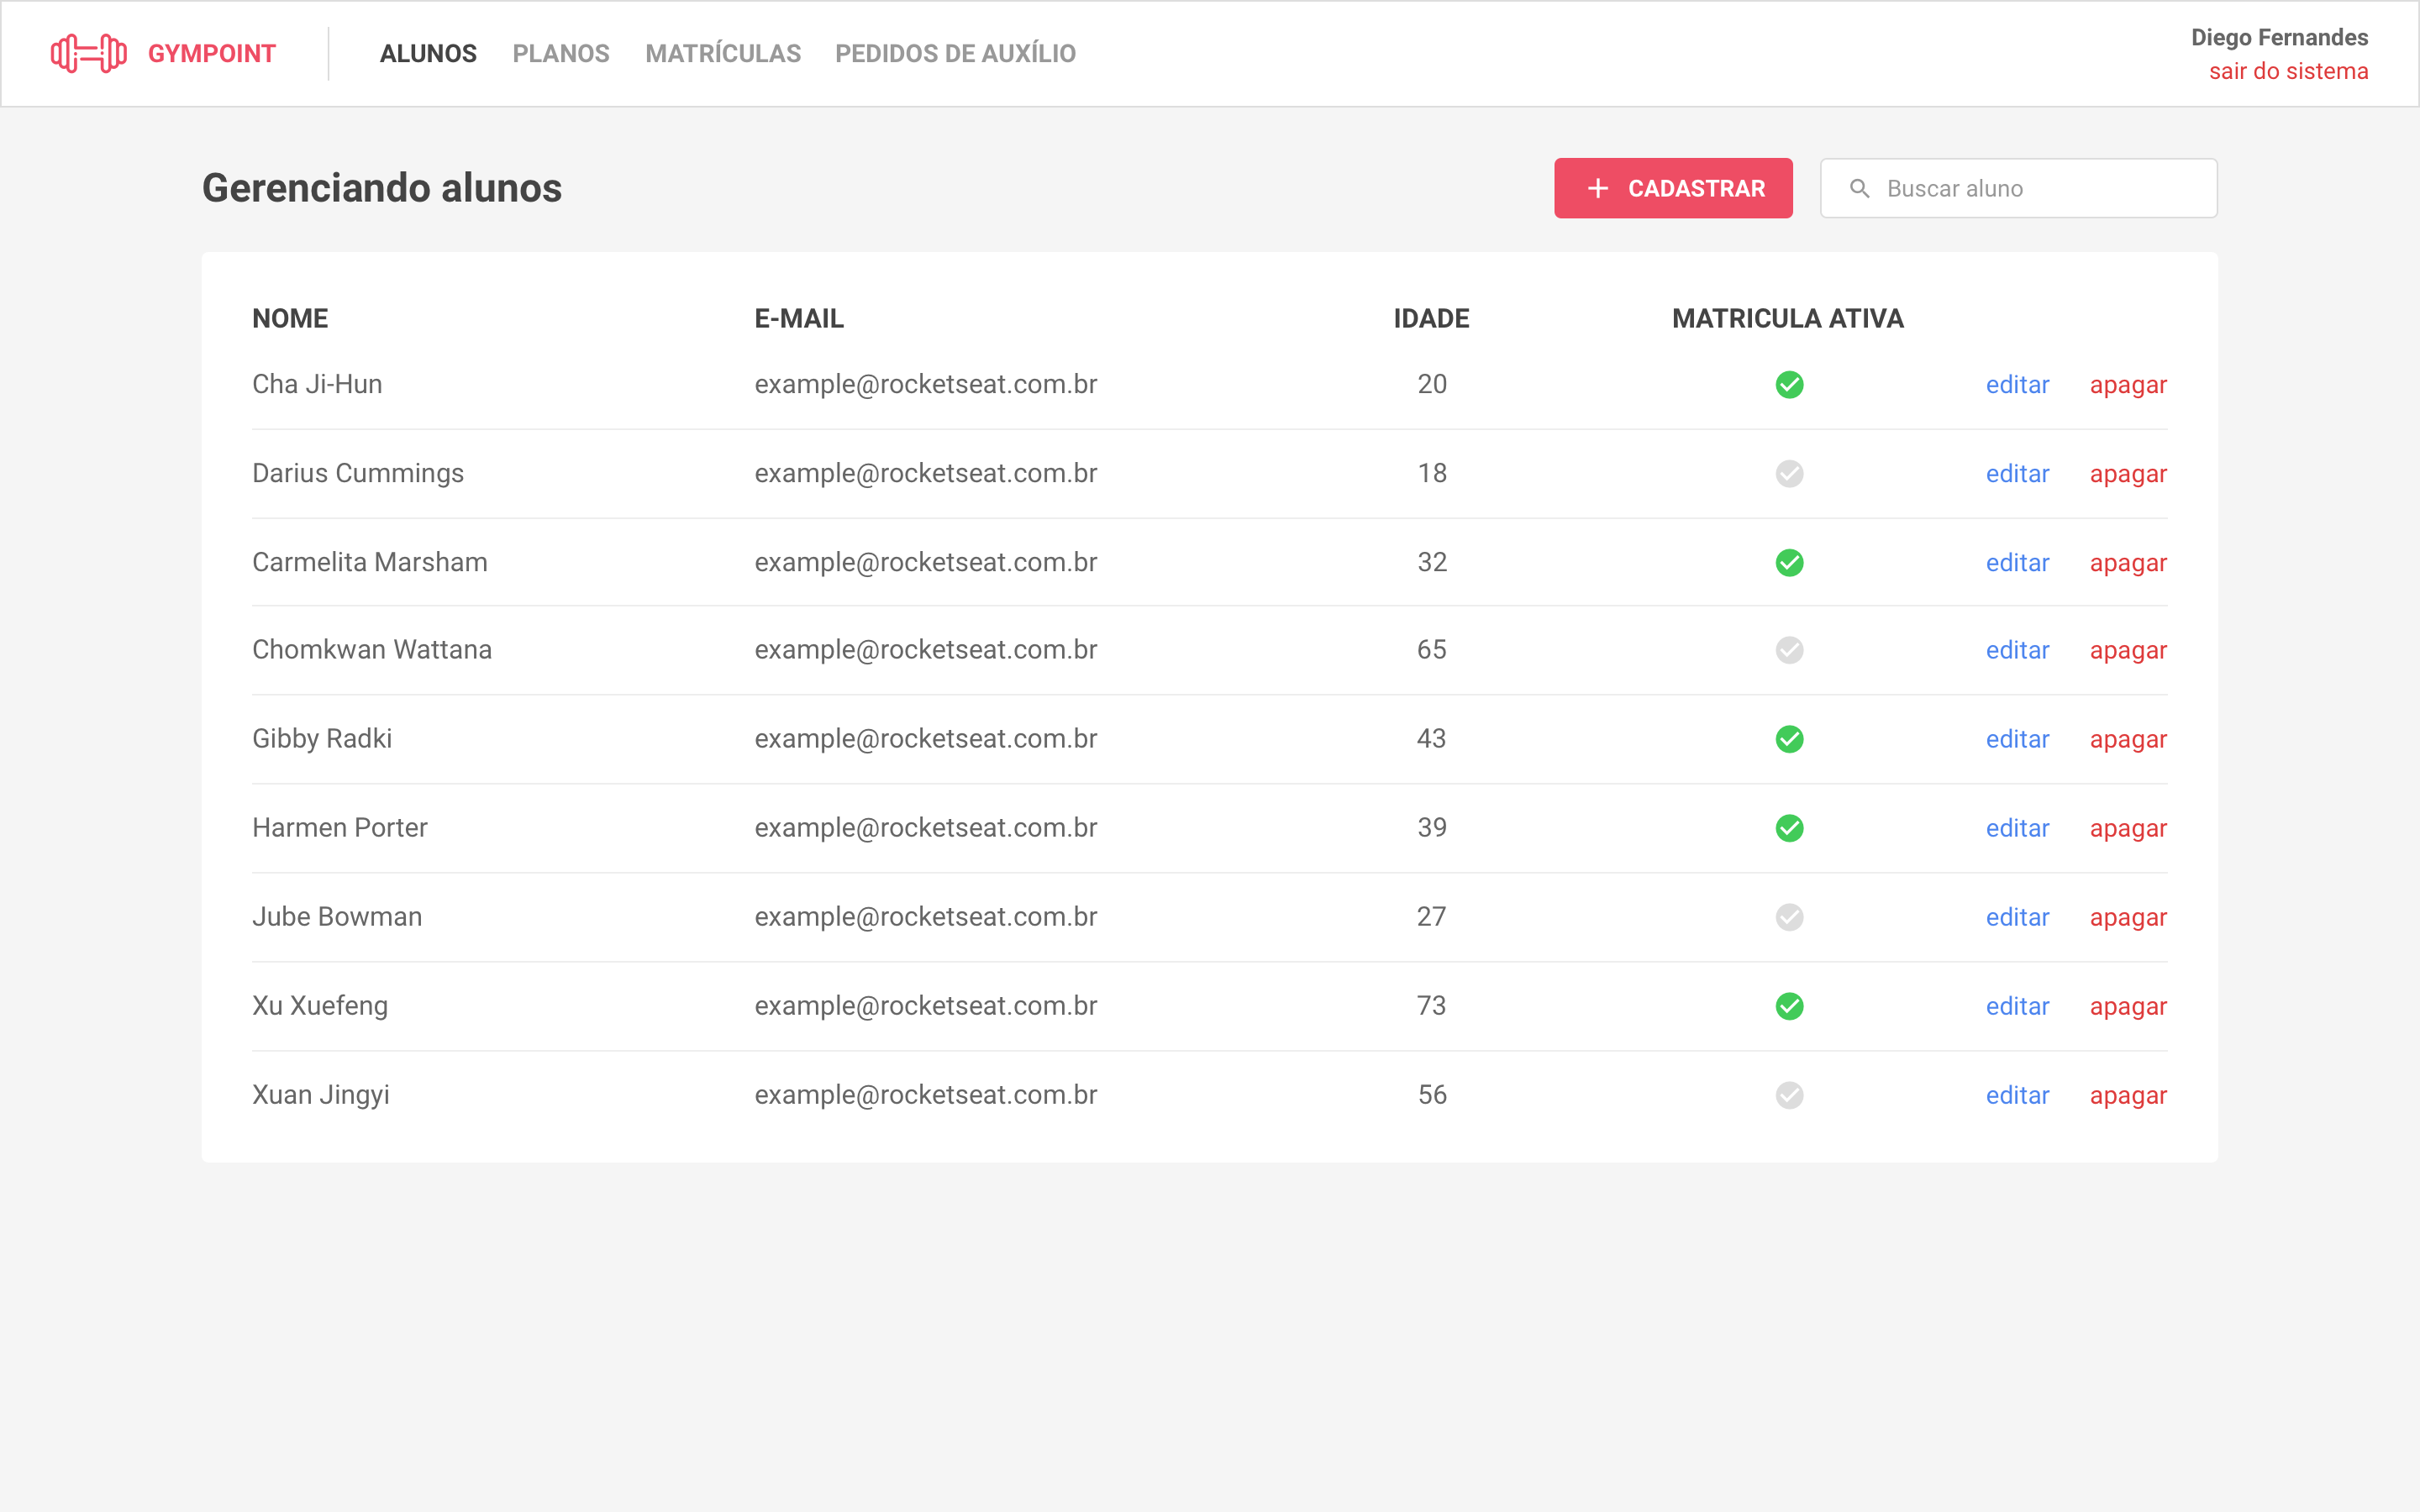 GYMPOINT ALUNOS PLANOS MATRÍCULAS PEDIDOS DE AUXÍLIO Diego Fernandes
sair do sistema
Gerenciando alunos CADASTRAR Buscar aluno
NOME E-MAIL IDADE MATRICULA ATIVA
Cha Ji-Hun example@rocketseat.com.br 20 editar apagar
Darius Cummings example@rocketseat.com.br 18 editar apagar
Carmelita Marsham example@rocketseat.com.br 32 editar apagar
Chomkwan Wattana example@rocketseat.com.br 65 editar apagar
Gibby Radki example@rocketseat.com.br 43 editar apagar
Harmen Porter example@rocketseat.com.br 39 editar apagar
Jube Bowman example@rocketseat.com.br 27 editar apagar
Xu Xuefeng example@rocketseat.com.br 73 editar apagar
Xuan Jingyi example@rocketseat.com.br 56 editar apagar